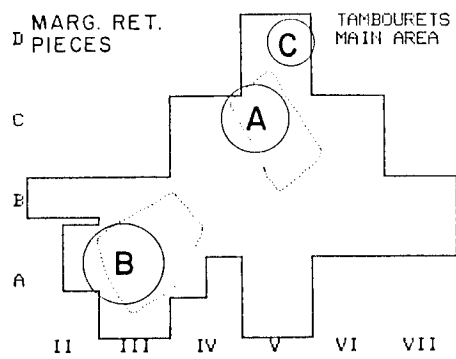 MARG. RET.
PIECES
TAMBOURETS
MAIN AREA
D
C
B
A
C
A
B
II III IV V VI VII